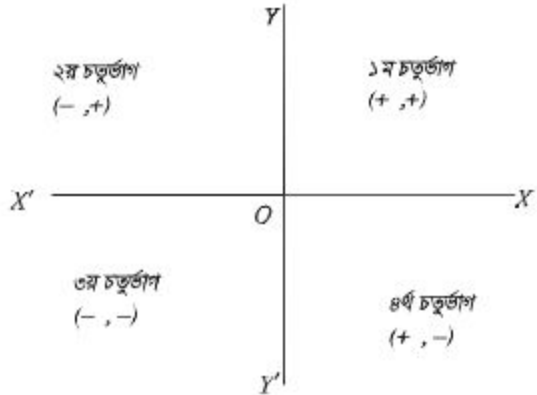 Y
২য় চতুর্ভাগ
(− ,+)
১ম চতুর্ভাগ
(+ ,+)
X′
O
X
৩য় চতুর্ভাগ
(− , −)
৪র্থ চতুর্ভাগ
(+ , −)
Y′